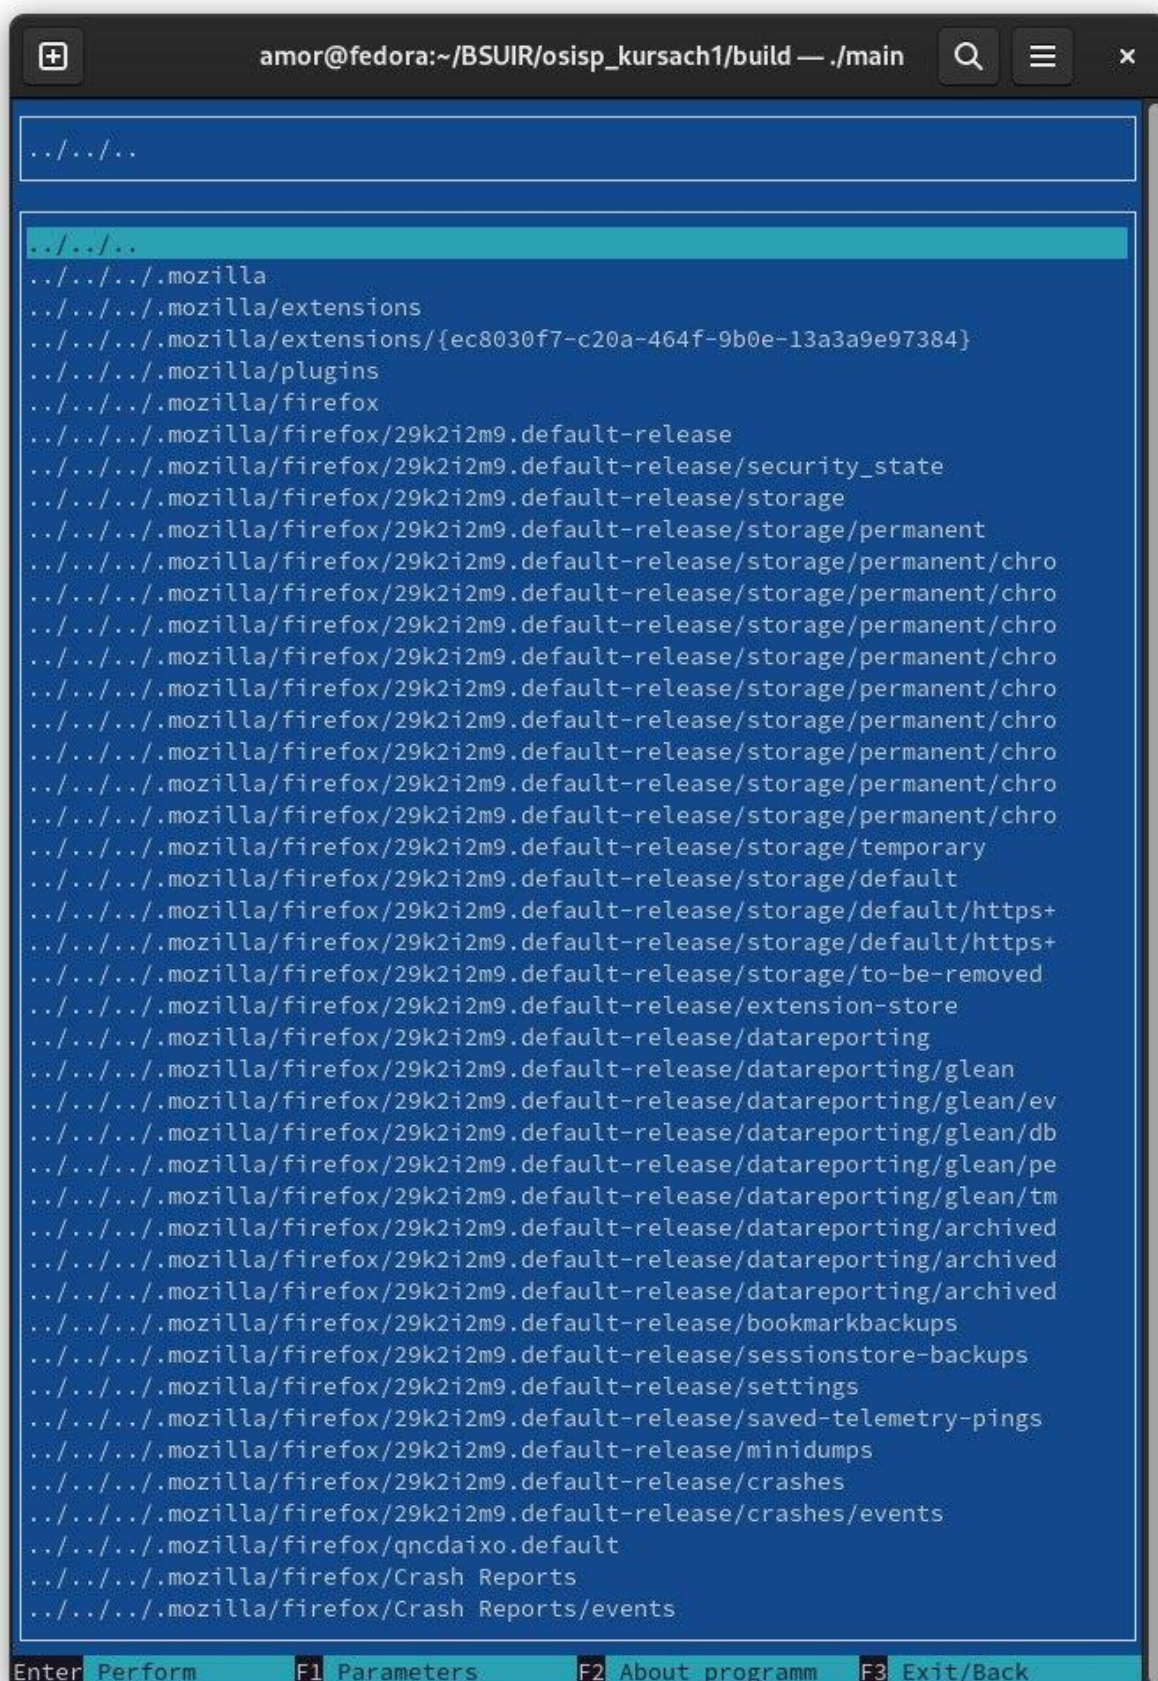 amor@fedora:~/BSUIR/osisp_kursach1/build — ./main
../../..
../../..
../../../.mozilla
../../../.mozilla/extensions
../../../.mozilla/extensions/{ec8030f7-c20a-464f-9b0e-13a3a9e97384}
../../../.mozilla/plugins
../../../.mozilla/firefox
../../../.mozilla/firefox/29k2i2m9.default-release
../../../.mozilla/firefox/29k2i2m9.default-release/security_state
../../../.mozilla/firefox/29k2i2m9.default-release/storage
../../../.mozilla/firefox/29k2i2m9.default-release/storage/permanent
../../../.mozilla/firefox/29k2i2m9.default-release/storage/permanent/chro
../../../.mozilla/firefox/29k2i2m9.default-release/storage/permanent/chro
../../../.mozilla/firefox/29k2i2m9.default-release/storage/permanent/chro
../../../.mozilla/firefox/29k2i2m9.default-release/storage/permanent/chro
../../../.mozilla/firefox/29k2i2m9.default-release/storage/permanent/chro
../../../.mozilla/firefox/29k2i2m9.default-release/storage/permanent/chro
../../../.mozilla/firefox/29k2i2m9.default-release/storage/permanent/chro
../../../.mozilla/firefox/29k2i2m9.default-release/storage/permanent/chro
../../../.mozilla/firefox/29k2i2m9.default-release/storage/permanent/chro
../../../.mozilla/firefox/29k2i2m9.default-release/storage/temporary
../../../.mozilla/firefox/29k2i2m9.default-release/storage/default
../../../.mozilla/firefox/29k2i2m9.default-release/storage/default/https+
../../../.mozilla/firefox/29k2i2m9.default-release/storage/default/https+
../../../.mozilla/firefox/29k2i2m9.default-release/storage/to-be-removed
../../../.mozilla/firefox/29k2i2m9.default-release/extension-store
../../../.mozilla/firefox/29k2i2m9.default-release/datareporting
../../../.mozilla/firefox/29k2i2m9.default-release/datareporting/glean
../../../.mozilla/firefox/29k2i2m9.default-release/datareporting/glean/ev
../../../.mozilla/firefox/29k2i2m9.default-release/datareporting/glean/db
../../../.mozilla/firefox/29k2i2m9.default-release/datareporting/glean/pe
../../../.mozilla/firefox/29k2i2m9.default-release/datareporting/glean/tm
../../../.mozilla/firefox/29k2i2m9.default-release/datareporting/archived
../../../.mozilla/firefox/29k2i2m9.default-release/datareporting/archived
../../../.mozilla/firefox/29k2i2m9.default-release/datareporting/archived
../../../.mozilla/firefox/29k2i2m9.default-release/bookmarkbackups
../../../.mozilla/firefox/29k2i2m9.default-release/sessionstore-backups
../../../.mozilla/firefox/29k2i2m9.default-release/settings
../../../.mozilla/firefox/29k2i2m9.default-release/saved-telemetry-pings
../../../.mozilla/firefox/29k2i2m9.default-release/minidumps
../../../.mozilla/firefox/29k2i2m9.default-release/crashes
../../../.mozilla/firefox/29k2i2m9.default-release/crashes/events
../../../.mozilla/firefox/qncdaixo.default
../../../.mozilla/firefox/Crash Reports
../../../.mozilla/firefox/Crash Reports/events
Enter Perform F1 Parameters F2 About programm F3 Exit/Back